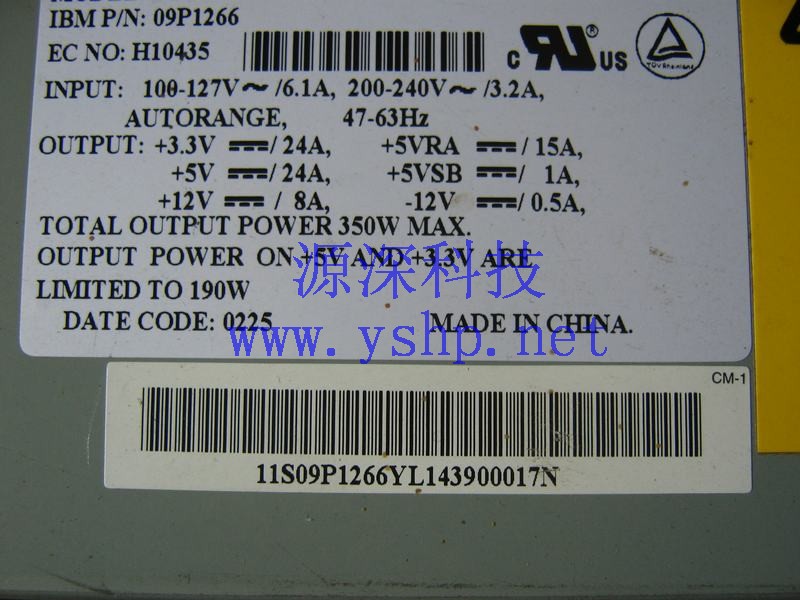 IBM P/N: 09P1266
EC NO: H10435
c RU US
TÜVRheinland
INPUT: 100-127V~ /6.1A, 200-240V~ /3.2A,
AUTORANGE, 47-63Hz
OUTPUT: +3.3V ⎓/ 24A, +5VRA ⎓/ 15A,
+5V ⎓/ 24A, +5VSB ⎓/ 1A,
+12V ⎓/ 8A, -12V ⎓/ 0.5A,
TOTAL OUTPUT POWER 350W MAX.
OUTPUT POWER ON +5V AND +3.3V ARE
LIMITED TO 190W
DATE CODE: 0225 MADE IN CHINA.
源深科技
www.yshp.net
CM-1
11S09P1266YL143900017N